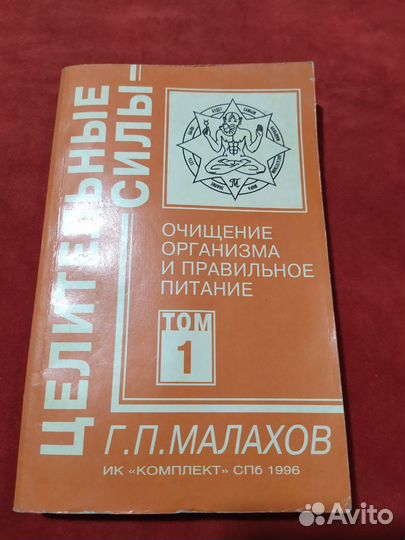 ЦЕЛИТЕЛЬНЫЕ
СИЛЫ
ОЧИЩЕНИЕ
ОРГАНИЗМА
И ПРАВИЛЬНОЕ
ПИТАНИЕ
ТОМ
1
Г.П.МАЛАХОВ
ИК «КОМПЛЕКТ» СПб 1996
Avito